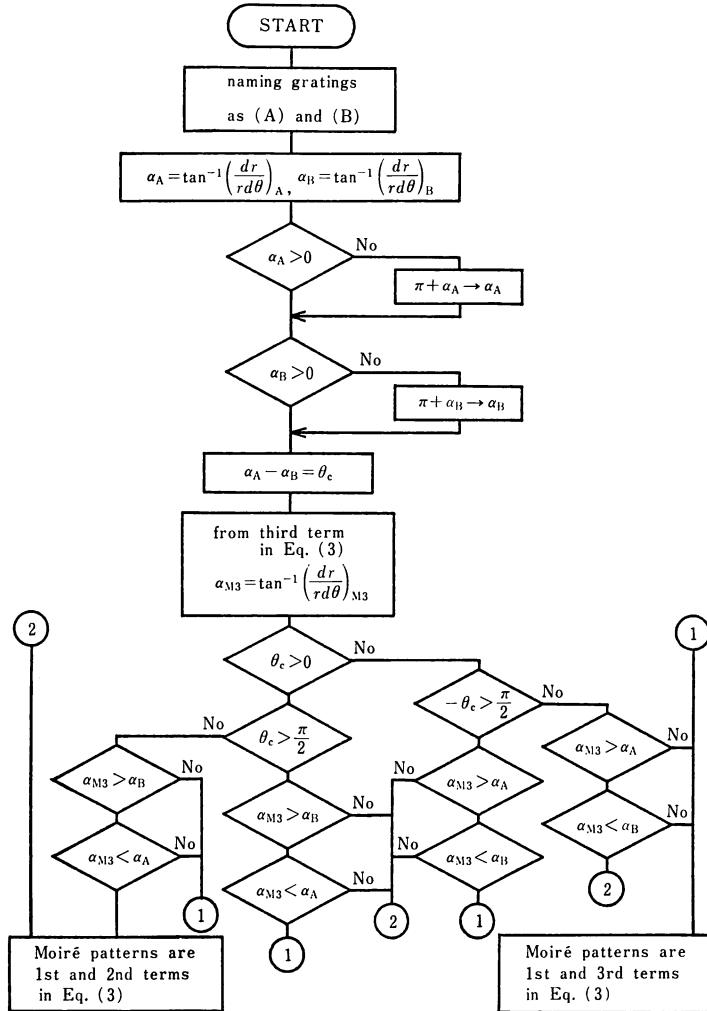 START
naming gratings
as (A) and (B)
α_A = tan⁻¹(dr/rdθ)_A, α_B = tan⁻¹(dr/rdθ)_B
α_A > 0
No
π + α_A → α_A
α_B > 0
No
π + α_B → α_B
α_A − α_B = θ_c
from third term
in Eq. (3)
α_M3 = tan⁻¹(dr/rdθ)_M3
2
1
θ_c > 0
No
−θ_c > π/2
No
θ_c > π/2
No
α_M3 > α_A
No
α_M3 > α_B
No
α_M3 > α_A
No
α_M3 > α_B
No
α_M3 < α_B
No
α_M3 < α_A
No
α_M3 < α_B
No
α_M3 < α_A
No
2
1
2
1
1
Moiré patterns are
1st and 2nd terms
in Eq. (3)
Moiré patterns are
1st and 3rd terms
in Eq. (3)